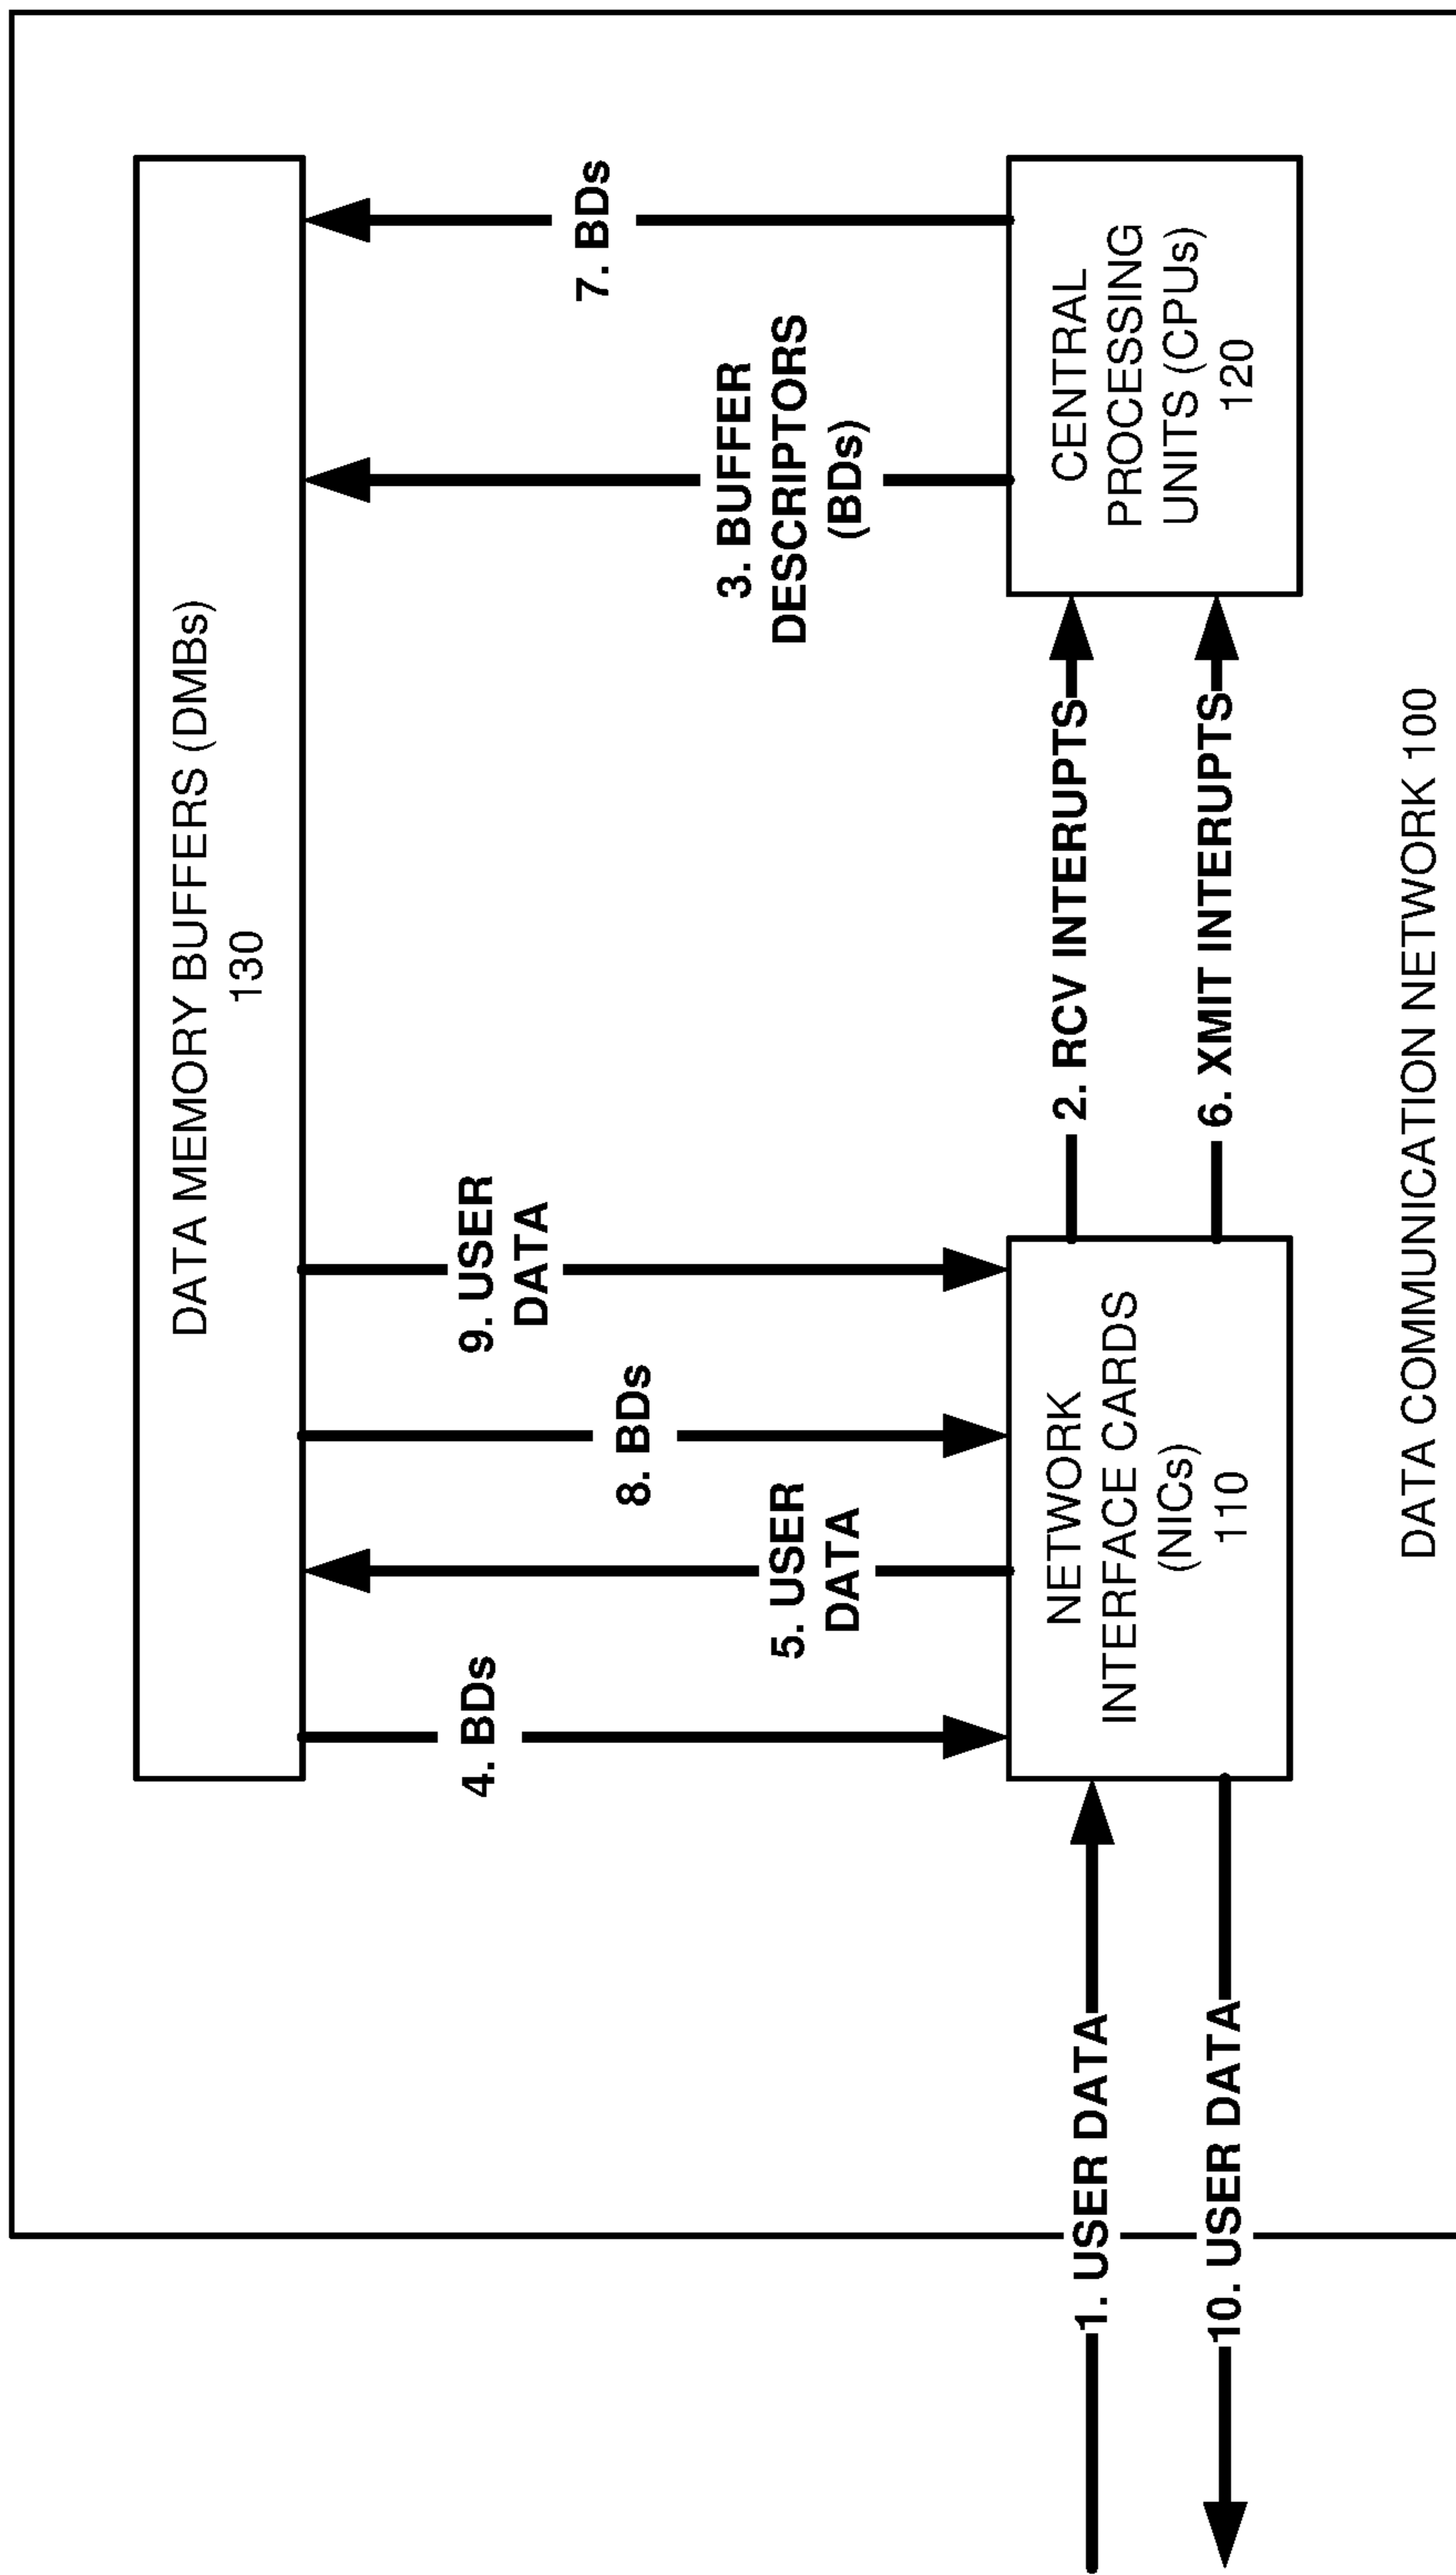 DATA MEMORY BUFFERS (DMBs)
130
4. BDs
5. USER
DATA
8. BDs
9. USER
DATA
3. BUFFER
DESCRIPTORS
(BDs)
7. BDs
1. USER DATA
10. USER DATA
NETWORK
INTERFACE CARDS
(NICs)
110
2. RCV INTERUPTS
6. XMIT INTERUPTS
CENTRAL
PROCESSING
UNITS (CPUs)
120
DATA COMMUNICATION NETWORK 100